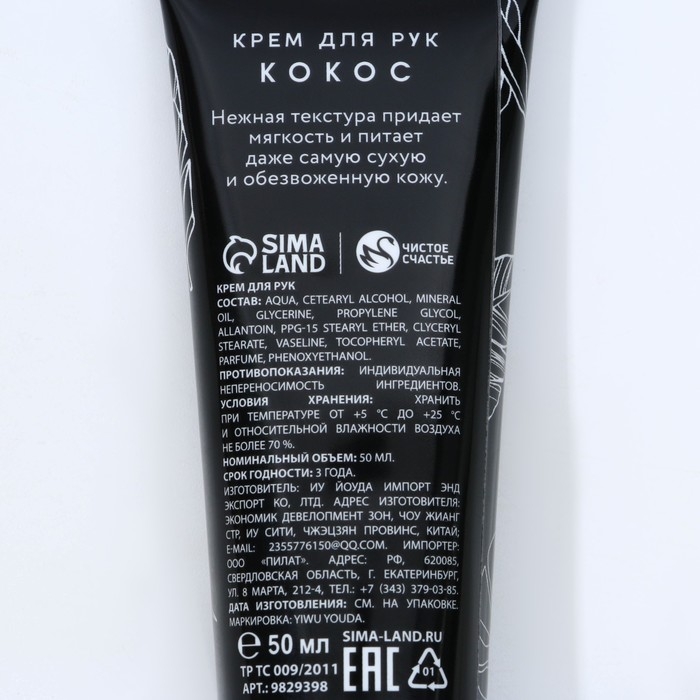 КРЕМ ДЛЯ РУК
КОКОС
Нежная текстура придает
мягкость и питает
даже самую сухую
и обезвоженную кожу.
SIMA LAND
ЧИСТОЕ СЧАСТЬЕ
КРЕМ ДЛЯ РУК
СОСТАВ: AQUA, CETEARYL ALCOHOL, MINERAL
OIL, GLYCERINE, PROPYLENE GLYCOL,
ALLANTOIN, PPG-15 STEARYL ETHER, GLYCERYL
STEARATE, VASELINE, TOCOPHERYL ACETATE,
PARFUME, PHENOXYETHANOL.
ПРОТИВОПОКАЗАНИЯ: ИНДИВИДУАЛЬНАЯ
НЕПЕРЕНОСИМОСТЬ ИНГРЕДИЕНТОВ.
УСЛОВИЯ ХРАНЕНИЯ: ХРАНИТЬ
ПРИ ТЕМПЕРАТУРЕ ОТ +5 °C ДО +25 °C
И ОТНОСИТЕЛЬНОЙ ВЛАЖНОСТИ ВОЗДУХА
НЕ БОЛЕЕ 70 %.
НОМИНАЛЬНЫЙ ОБЪЕМ: 50 МЛ.
СРОК ГОДНОСТИ: 3 ГОДА.
ИЗГОТОВИТЕЛЬ: ИУ ЙОУДА ИМПОРТ ЭНД
ЭКСПОРТ КО, ЛТД. АДРЕС ИЗГОТОВИТЕЛЯ:
ЭКОНОМИК ДЕВЕЛОПМЕНТ ЗОН, ЧОУ ЖИАНГ
СТР, ИУ СИТИ, ЧЖЭЦЗЯН ПРОВИНС, КИТАЙ;
E-MAIL: 2355776150@QQ.COM. ИМПОРТЕР:
ООО «ПИЛАТ». АДРЕС: РФ, 620085,
СВЕРДЛОВСКАЯ ОБЛАСТЬ, Г. ЕКАТЕРИНБУРГ,
УЛ. 8 МАРТА, 212-4, ТЕЛ.: +7 (343) 379-03-85.
ДАТА ИЗГОТОВЛЕНИЯ: СМ. НА УПАКОВКЕ.
МАРКИРОВКА: YIWU YOUDA.
℮ 50 МЛ SIMA-LAND.RU
ТР ТС 009/2011
АРТ.: 9829398
EAC
01